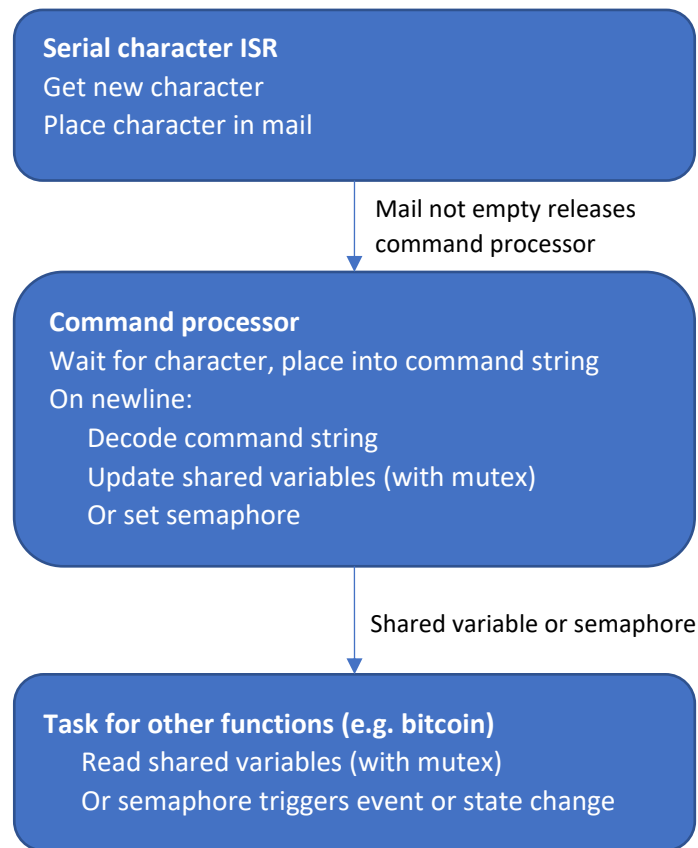 Serial character ISR
Get new character
Place character in mail
Mail not empty releases
command processor
Command processor
Wait for character, place into command string
On newline:
Decode command string
Update shared variables (with mutex)
Or set semaphore
Shared variable or semaphore
Task for other functions (e.g. bitcoin)
Read shared variables (with mutex)
Or semaphore triggers event or state change